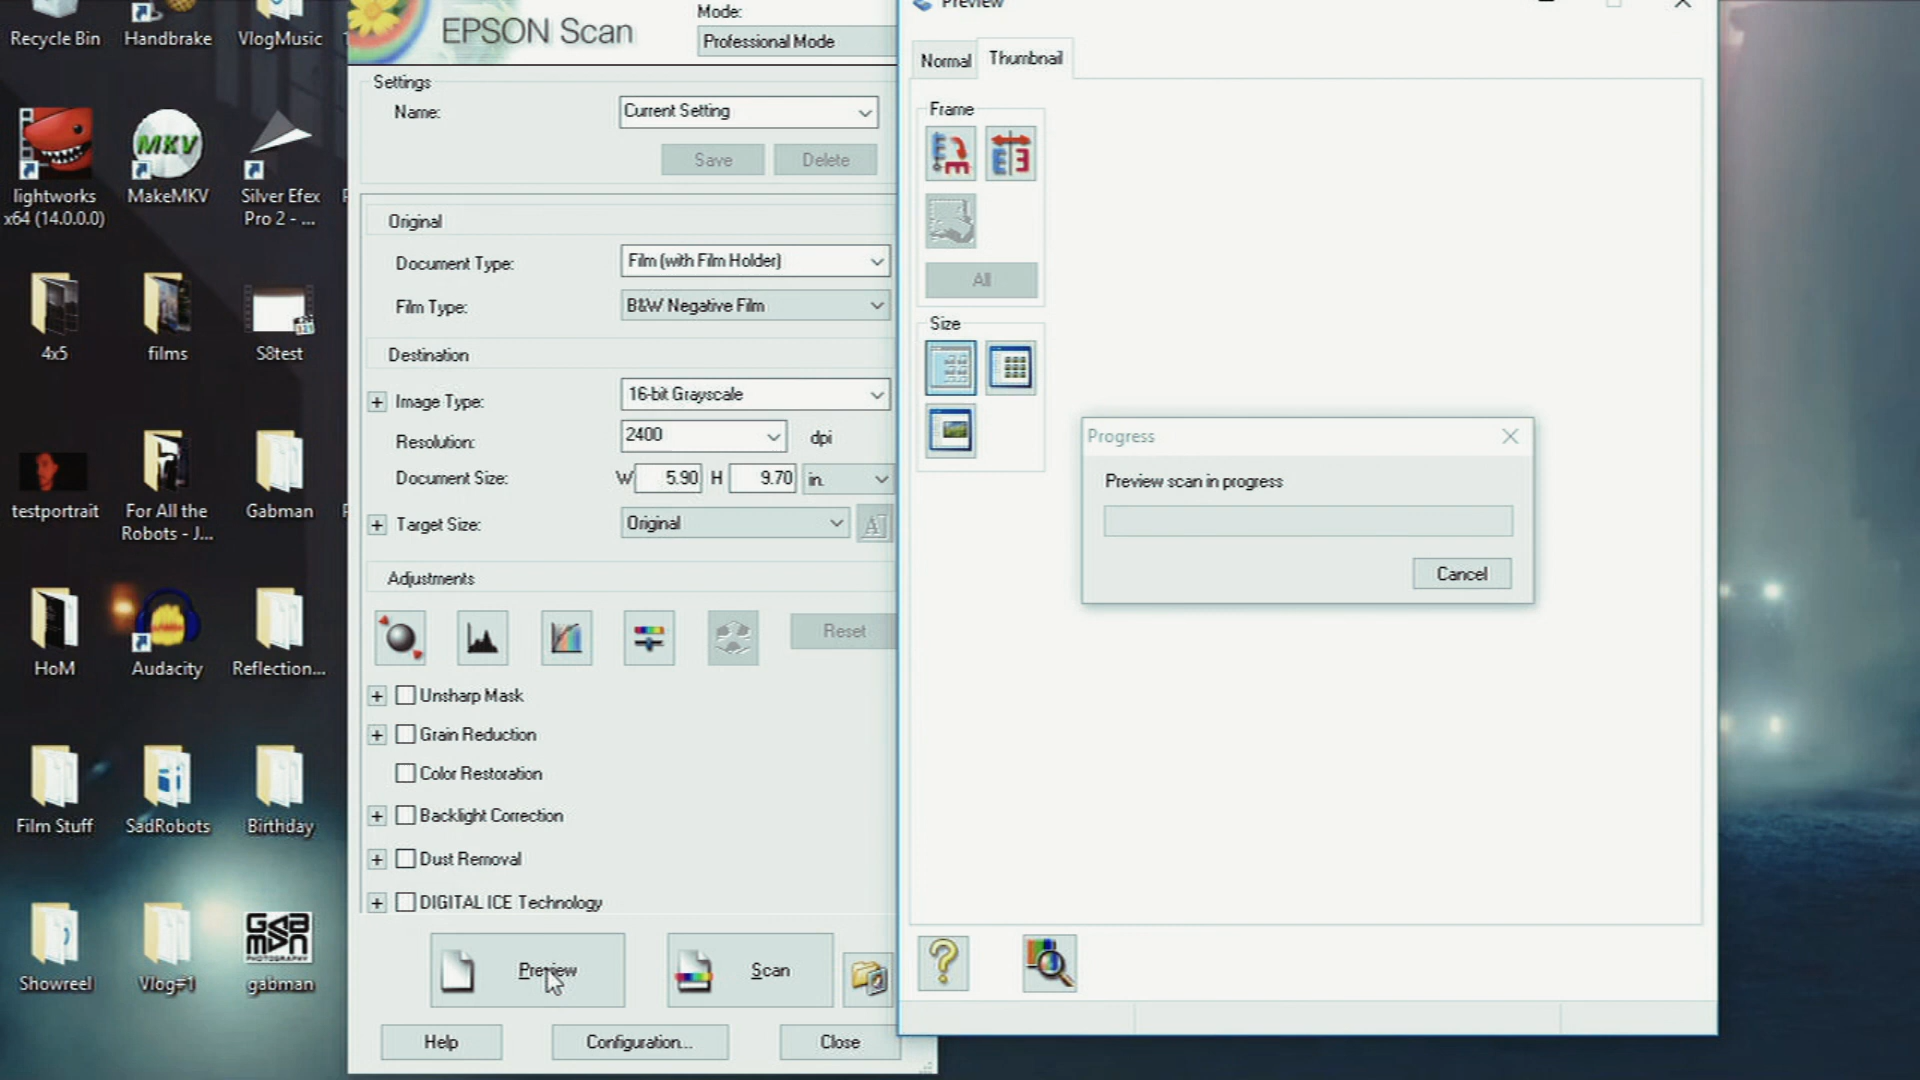 Recycle Bin
Handbrake
VlogMusic
lightworks
x64 (14.0.0.0)
MakeMKV
Silver Efex
Pro 2 - ...
4x5
films
S8test
testportrait
For All the
Robots - J...
Gabman
HoM
Audacity
Reflection...
Film Stuff
SadRobots
Birthday
Showreel
Vlog#1
gabman
MKV
GABMAN
PHOTOGRAPHY
EPSON Scan
Mode:
Professional Mode
Settings
Name:
Current Setting
Save
Delete
Original
Document Type:
Film (with Film Holder)
Film Type:
B&W Negative Film
Destination
Image Type:
16-bit Grayscale
Resolution:
2400
dpi
Document Size:
W
5.90
H
9.70
in.
Target Size:
Original
Adjustments
Reset
Unsharp Mask
Grain Reduction
Color Restoration
Backlight Correction
Dust Removal
DIGITAL ICE Technology
Preview
Scan
Help
Configuration...
Close
Preview
Normal
Thumbnail
Frame
All
Size
Progress
Preview scan in progress
Cancel